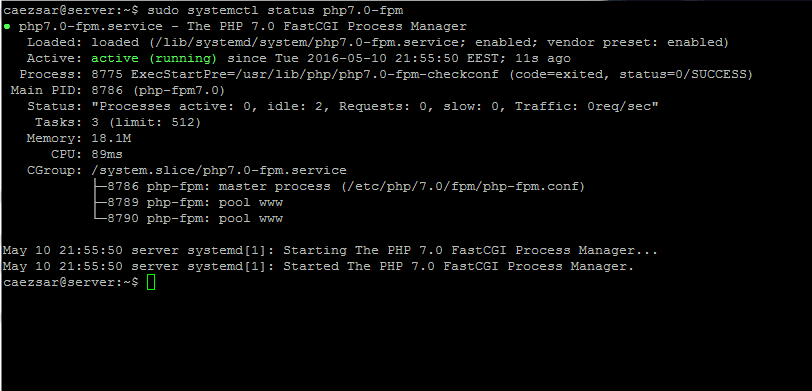 caezsar@server:~$ sudo systemctl status php7.0-fpm
● php7.0-fpm.service - The PHP 7.0 FastCGI Process Manager
   Loaded: loaded (/lib/systemd/system/php7.0-fpm.service; enabled; vendor preset: enabled)
   Active: active (running) since Tue 2016-05-10 21:55:50 EEST; 11s ago
  Process: 8775 ExecStartPre=/usr/lib/php/php7.0-fpm-checkconf (code=exited, status=0/SUCCESS)
 Main PID: 8786 (php-fpm7.0)
   Status: "Processes active: 0, idle: 2, Requests: 0, slow: 0, Traffic: 0req/sec"
    Tasks: 3 (limit: 512)
   Memory: 18.1M
      CPU: 89ms
   CGroup: /system.slice/php7.0-fpm.service
           ├─8786 php-fpm: master process (/etc/php/7.0/fpm/php-fpm.conf)
           ├─8789 php-fpm: pool www
           └─8790 php-fpm: pool www

May 10 21:55:50 server systemd[1]: Starting The PHP 7.0 FastCGI Process Manager...
May 10 21:55:50 server systemd[1]: Started The PHP 7.0 FastCGI Process Manager.
caezsar@server:~$